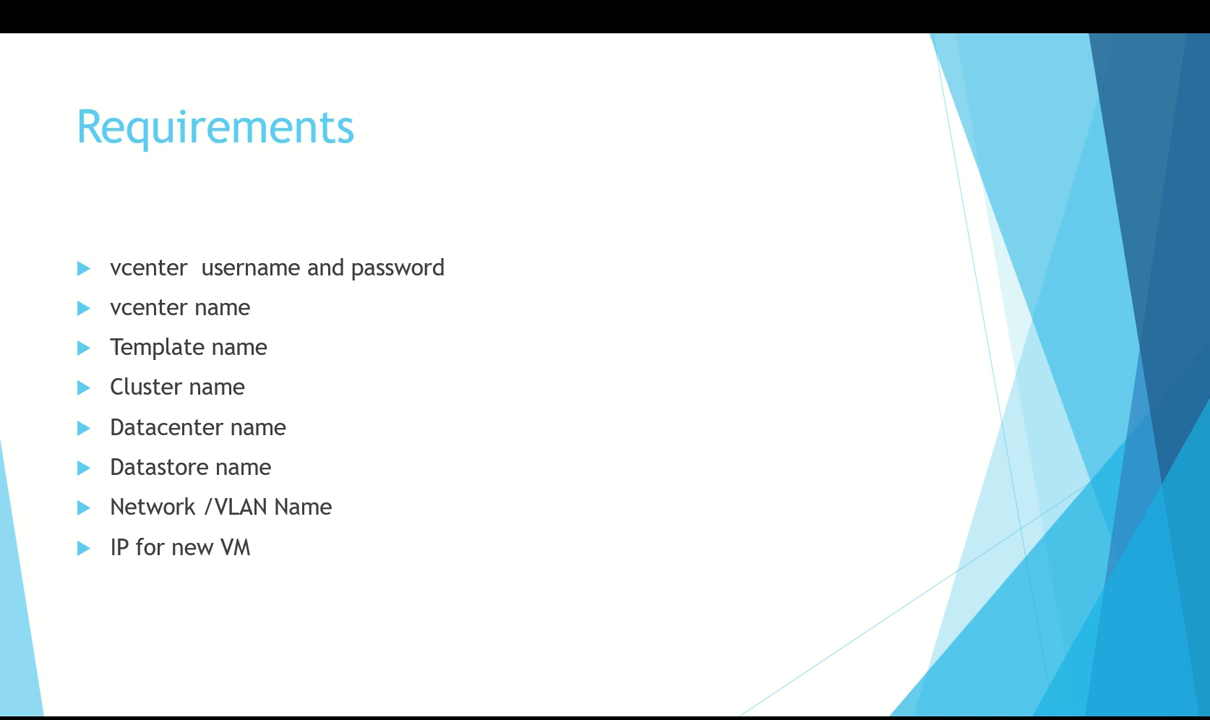 Requirements
vcenter  username and password
vcenter name
Template name
Cluster name
Datacenter name
Datastore name
Network /VLAN Name
IP for new VM